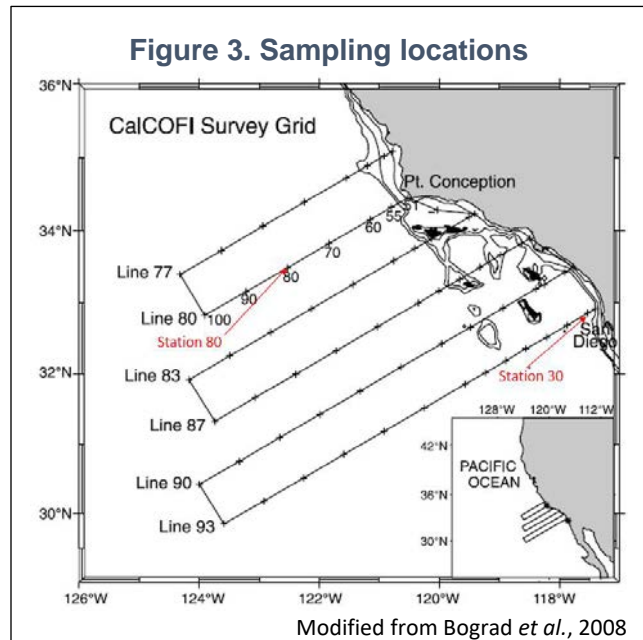 Figure 3. Sampling locations
36°N
CalCOFI Survey Grid
Pt. Conception
51
55
60
34°N
70
Line 77
80
90
Line 80
100
Station 80
San
Diego
Line 83
32°N
Station 30
Line 87
128°W
120°W
112°W
45°N
PACIFIC
OCEAN
Line 90
36°N
30°N
30°N
Line 93
126°W
124°W
122°W
120°W
118°W
Modified from Bograd et al., 2008